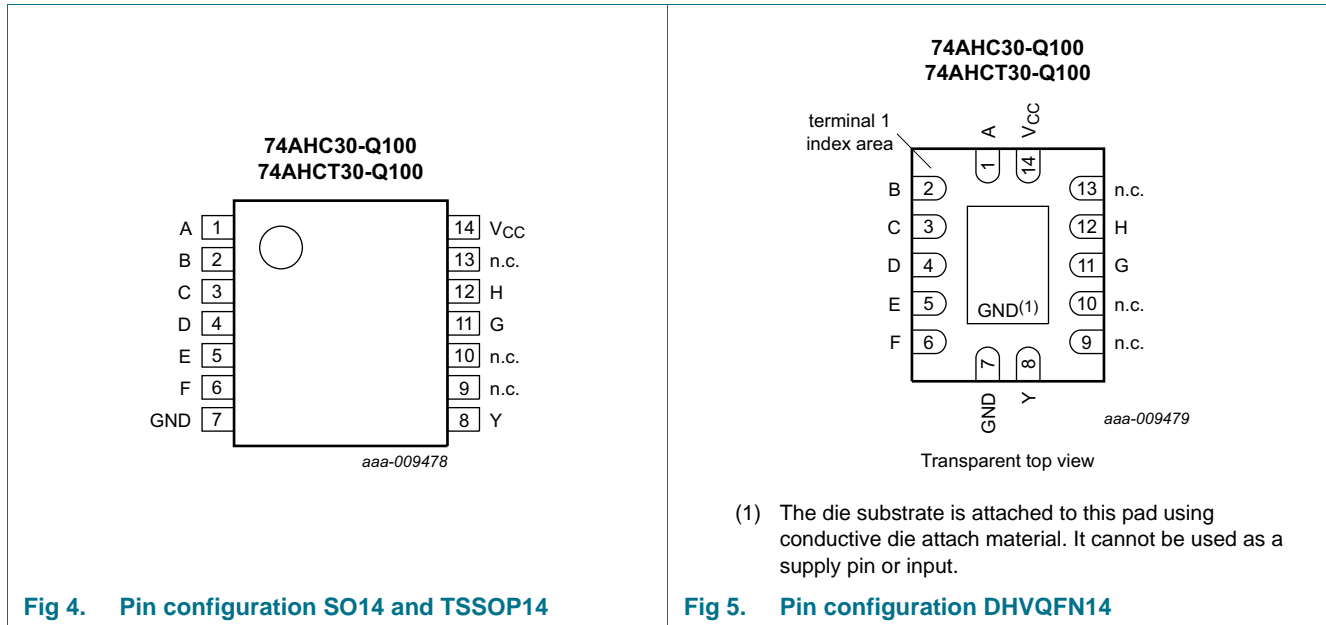 74AHC30-Q100
74AHCT30-Q100
A 1
B 2
C 3
D 4
E 5
F 6
GND 7
14 VCC
13 n.c.
12 H
11 G
10 n.c.
9 n.c.
8 Y
aaa-009478
Fig 4. Pin configuration SO14 and TSSOP14
74AHC30-Q100
74AHCT30-Q100
terminal 1
index area
A
VCC
1
14
B 2
C 3
D 4
E 5
F 6
13 n.c.
12 H
11 G
10 n.c.
9 n.c.
GND(1)
7
8
GND
Y
aaa-009479
Transparent top view
(1) The die substrate is attached to this pad using
conductive die attach material. It cannot be used as a
supply pin or input.
Fig 5. Pin configuration DHVQFN14